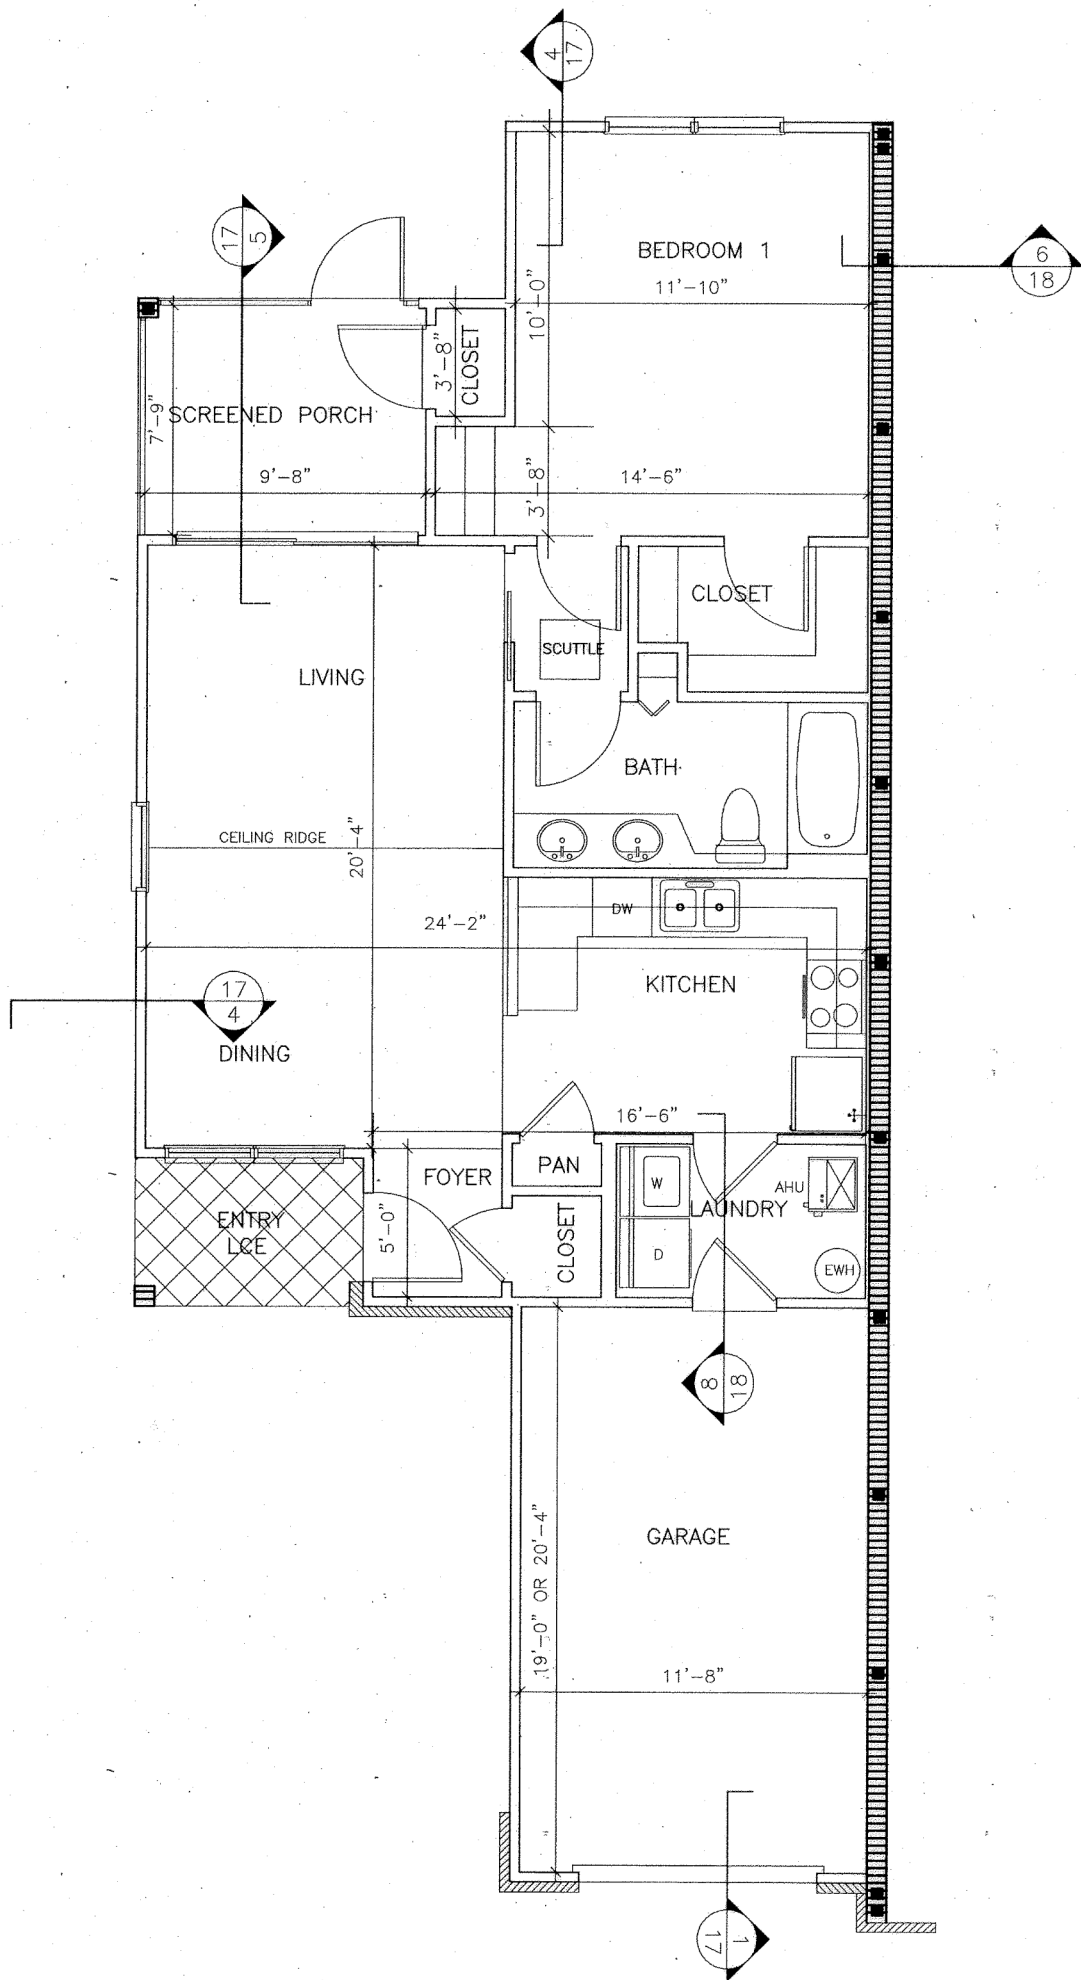 4
17
17
5
BEDROOM 1
6
18
11'-10"
10'-0"
3'-8"
CLOSET
7'-9"
SCREENED PORCH
9'-8"
3'-8"
14'-6"
CLOSET
SCUTTLE
LIVING
BATH
CEILING RIDGE
20'-4"
DW
24'-2"
KITCHEN
17
4
DINING
16'-6"
FOYER
PAN
W
AHU
LAUNDRY
ENTRY
LCE
5'-0"
CLOSET
D
EWH
8
18
19'-0" OR 20'-4"
GARAGE
11'-8"
1
17